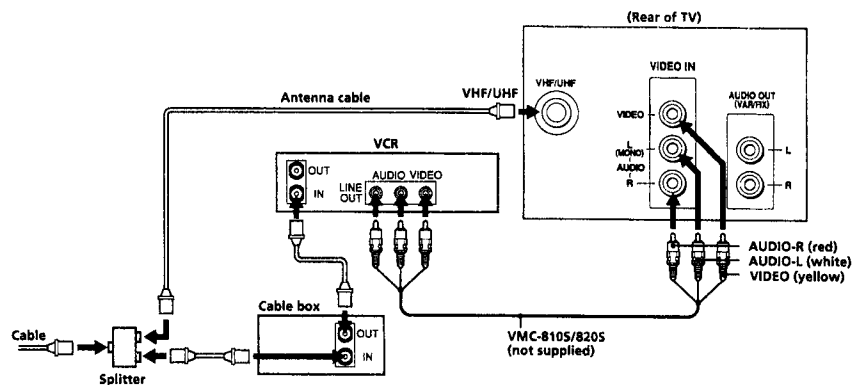 (Rear of TV)
VIDEO IN
VHF/UHF
Antenna cable
VHF/UHF
AUDIO OUT
(VAR/FIX)
VIDEO
VCR
L
(MONO)
AUDIO
R
L
R
OUT
IN
AUDIO VIDEO
LINE
OUT
AUDIO-R (red)
AUDIO-L (white)
VIDEO (yellow)
Cable box
OUT
IN
VMC-810S/820S
(not supplied)
Cable
Splitter